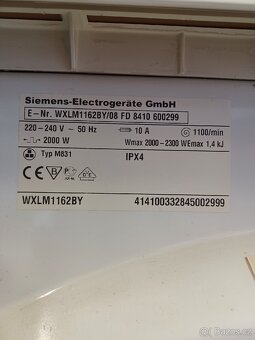 Siemens-Electrogeräte GmbH
E-Nr. WXLM1162BY/08 FD 8410 600299
220-240 V ~ 50 Hz 10 A 1100/min
2000 W Wmax 2000-2300 WEmax 1,4 kJ
Typ M831 IPX4
WXLM1162BY 414100332845002999